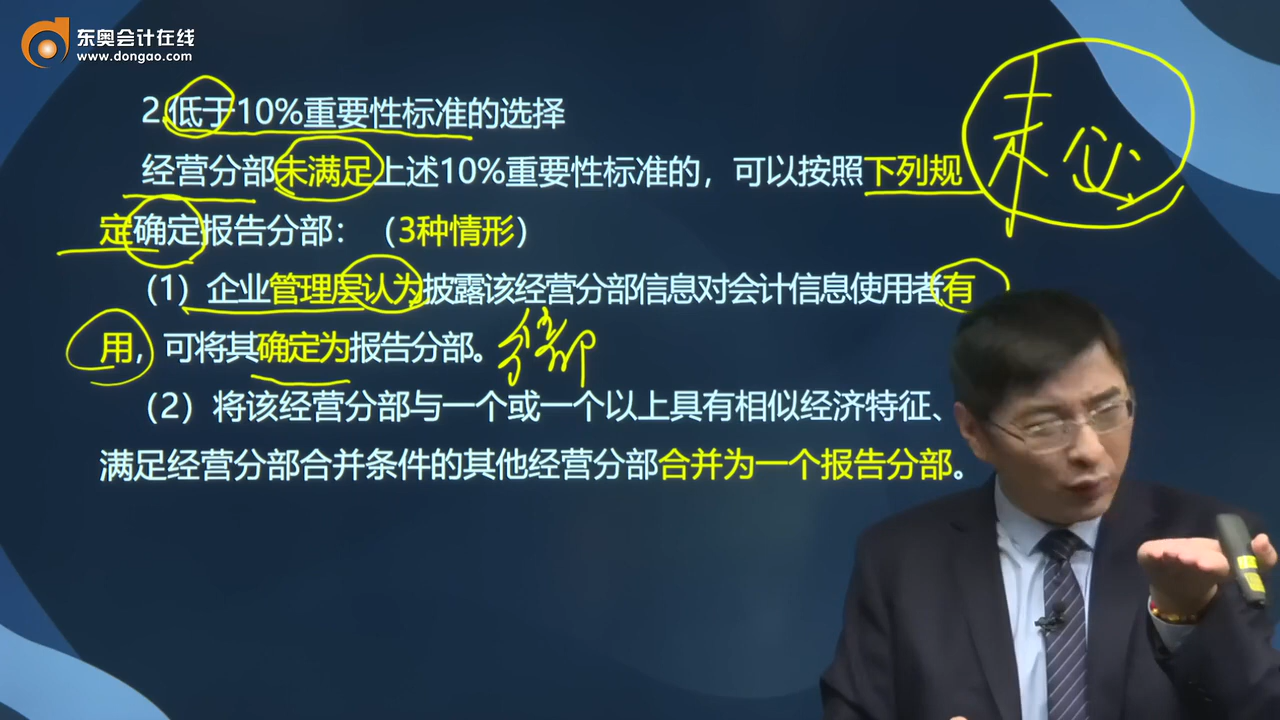 东奥会计在线
www.dongao.com
2.低于10%重要性标准的选择
经营分部未满足上述10%重要性标准的，可以按照下列规
定确定报告分部：（3种情形）
（1）企业管理层认为披露该经营分部信息对会计信息使用者有
用，可将其确定为报告分部。
（2）将该经营分部与一个或一个以上具有相似经济特征、
满足经营分部合并条件的其他经营分部合并为一个报告分部。